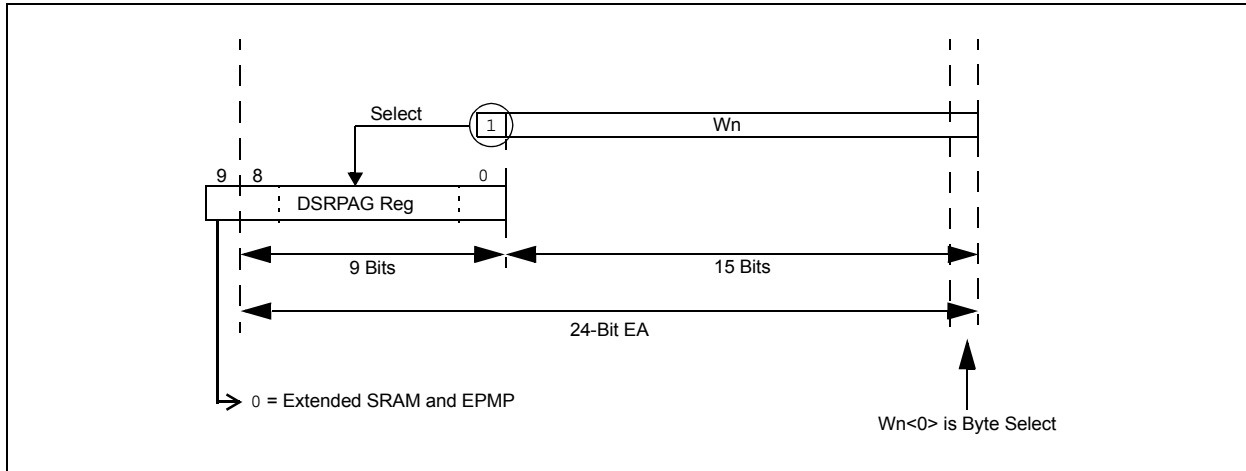 Select
1
Wn
9
8
0
DSRPAG Reg
9 Bits
15 Bits
24-Bit EA
0 = Extended SRAM and EPMP
Wn<0> is Byte Select